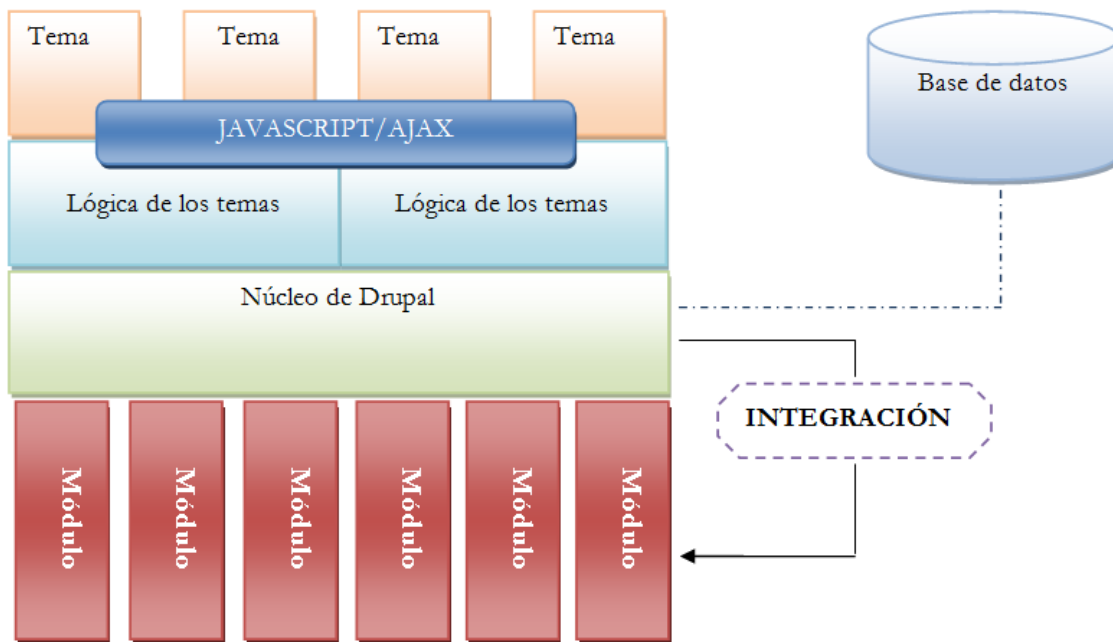 Tema
Tema
Tema
Tema
Base de datos
JAVASCRIPT/AJAX
Lógica de los temas
Lógica de los temas
Núcleo de Drupal
INTEGRACIÓN
Módulo
Módulo
Módulo
Módulo
Módulo
Módulo